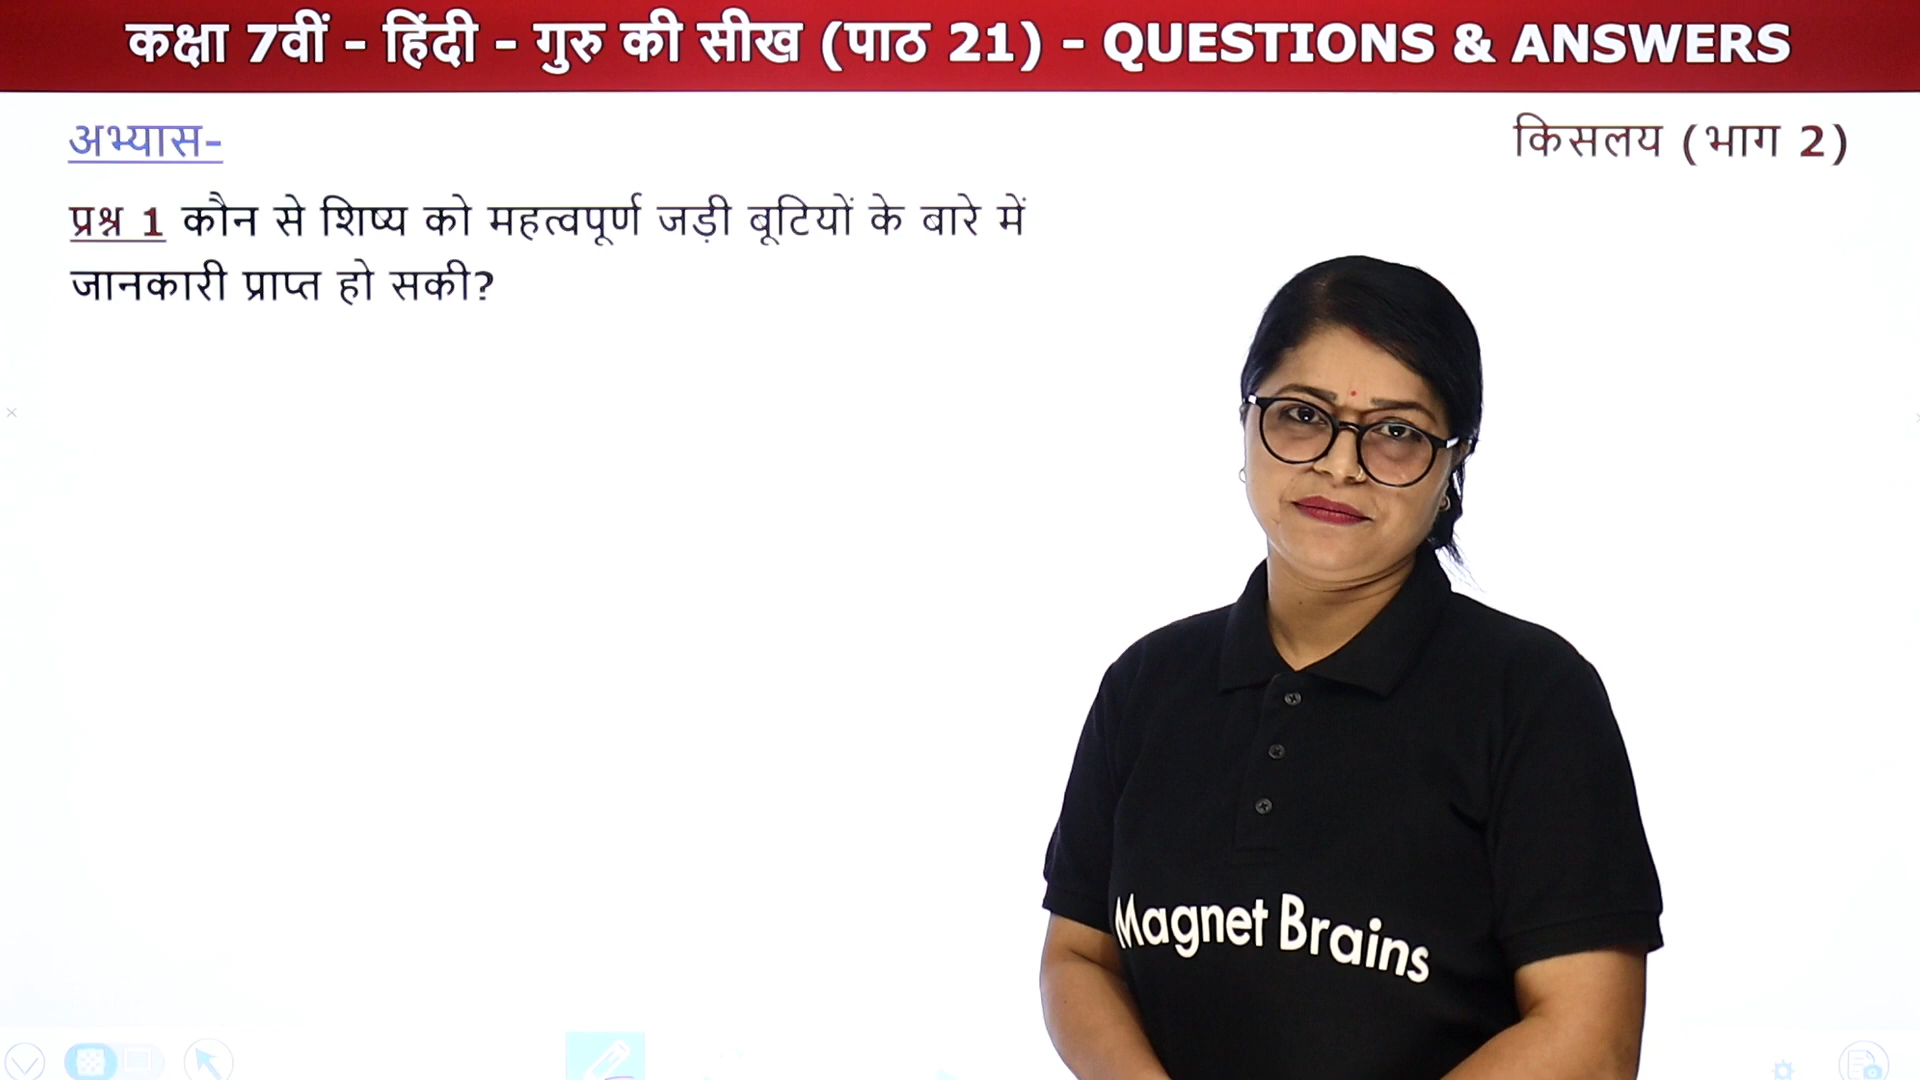 कक्षा 7वीं - हिंदी - गुरु की सीख (पाठ 21) - QUESTIONS & ANSWERS
अभ्यास-
किसलय (भाग 2)
प्रश्न 1 कौन से शिष्य को महत्वपूर्ण जड़ी बूटियों के बारे में
जानकारी प्राप्त हो सकी?
Magnet Brains